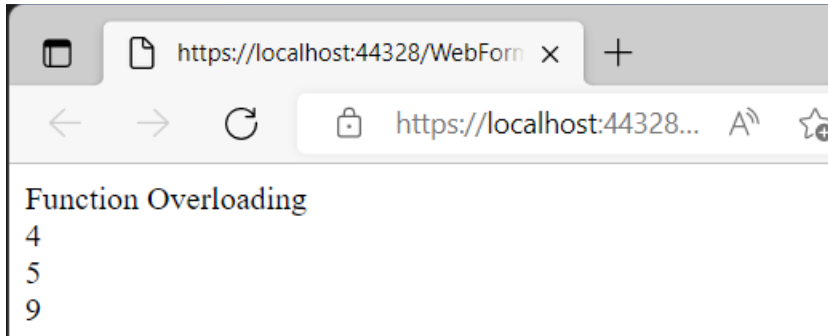 https://localhost:44328/WebForm
https://localhost:44328...
Function Overloading
4
5
9